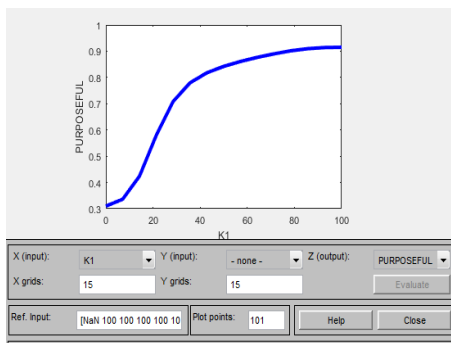 1
0.9
0.8
0.7
0.6
0.5
0.4
0.3
PURPOSEFUL
0 20 40 60 80 100
K1
X (input): K1 Y (input): - none - Z (output): PURPOSEFUL
X grids: 15 Y grids: 15 Evaluate
Ref. Input: [NaN 100 100 100 100 10 Plot points: 101 Help Close